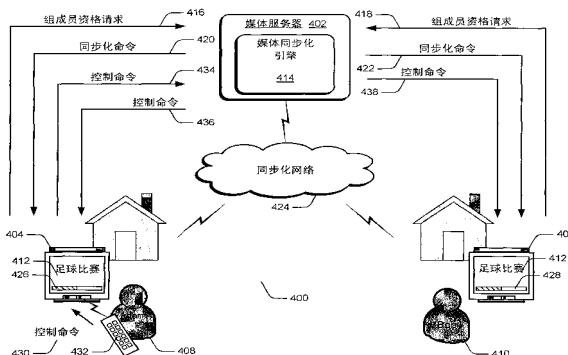 组成员资格请求 416
同步化命令 420
控制命令 434
控制命令 436
媒体服务器 402
媒体同步化
引擎
414
418 组成员资格请求
同步化命令
422
控制命令
438
同步化网络
424
404
足球比赛
412
426
控制命令
430
432
408
400
412
足球比赛
428
410